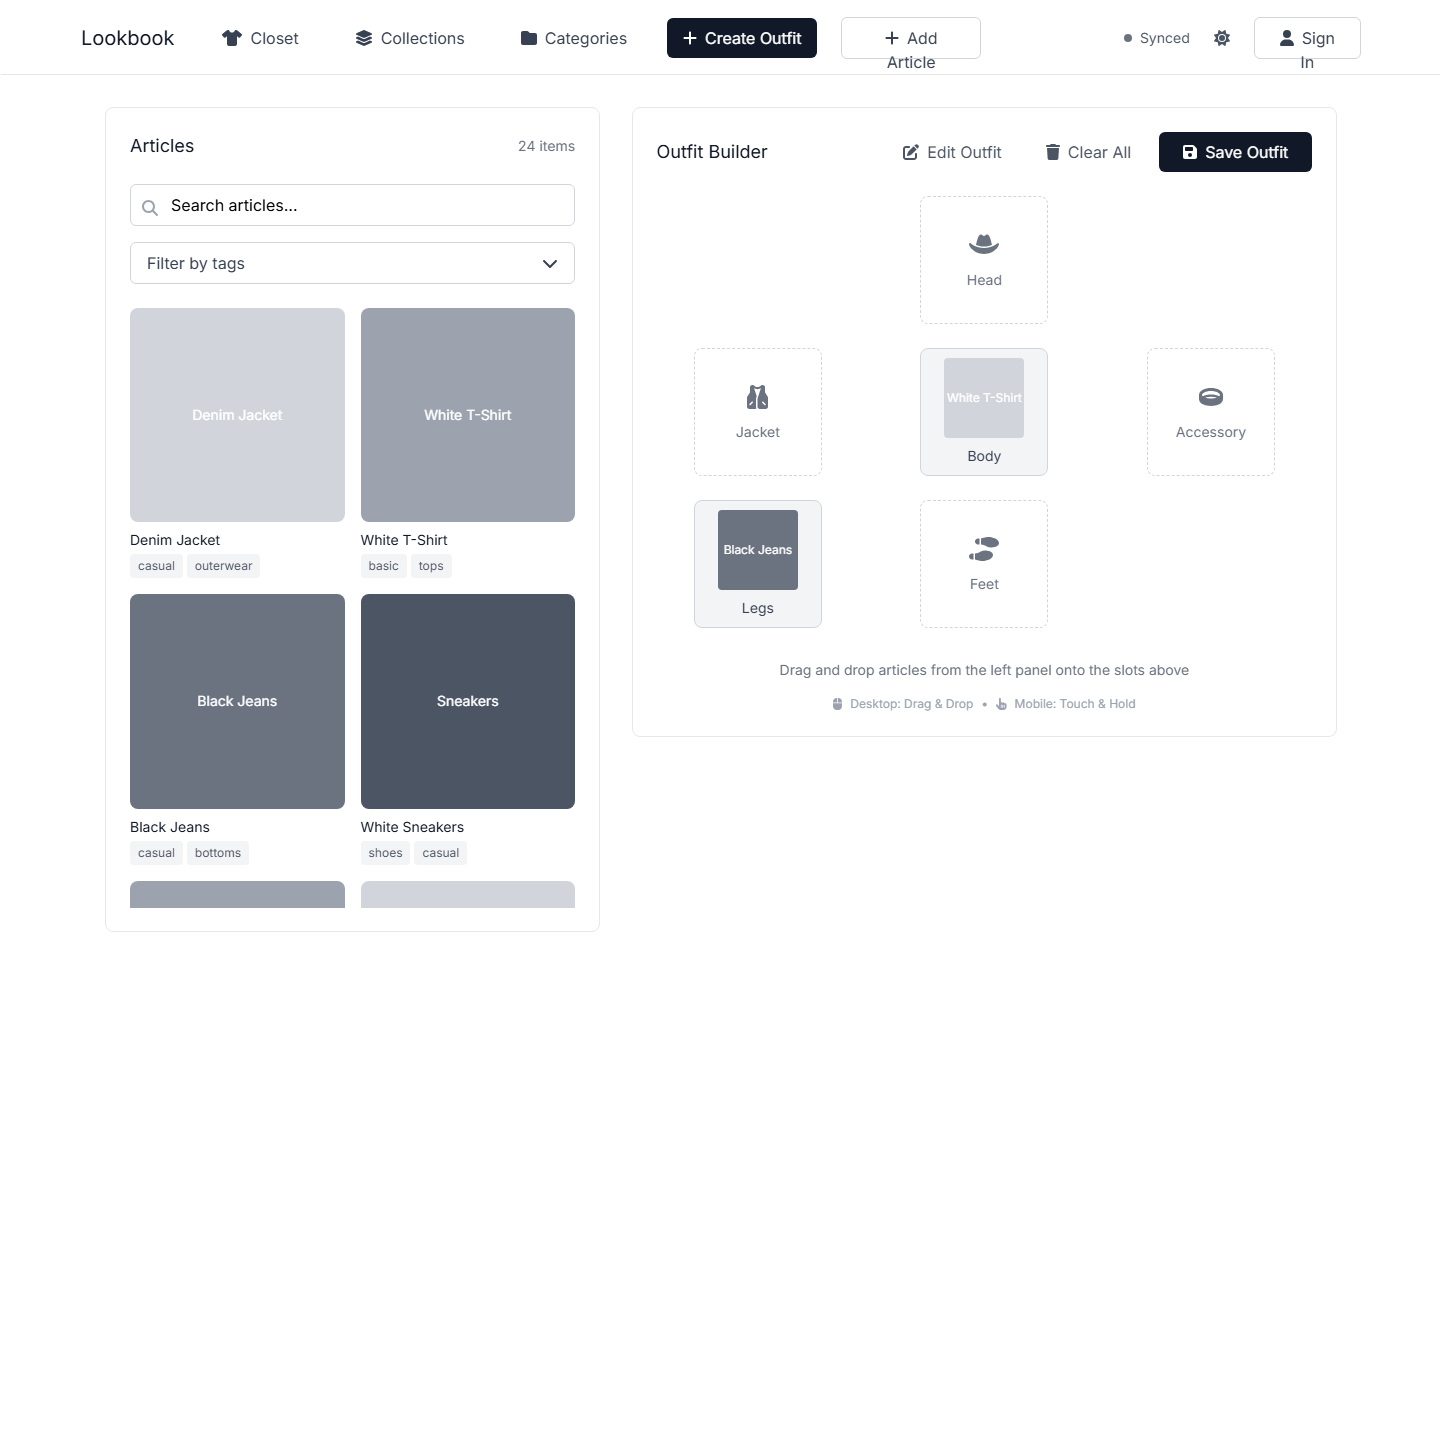 Lookbook
Closet
Collections
Categories
Create Outfit
Add
Article
Synced
Sign
In
Articles
24 items
Search articles...
Filter by tags
Denim Jacket
White T-Shirt
Denim Jacket
White T-Shirt
casual outerwear
basic tops
Black Jeans
Sneakers
Black Jeans
White Sneakers
casual bottoms
shoes casual
Outfit Builder
Edit Outfit
Clear All
Save Outfit
Head
Jacket
White T-Shirt
Body
Accessory
Black Jeans
Legs
Feet
Drag and drop articles from the left panel onto the slots above
Desktop: Drag & Drop • Mobile: Touch & Hold